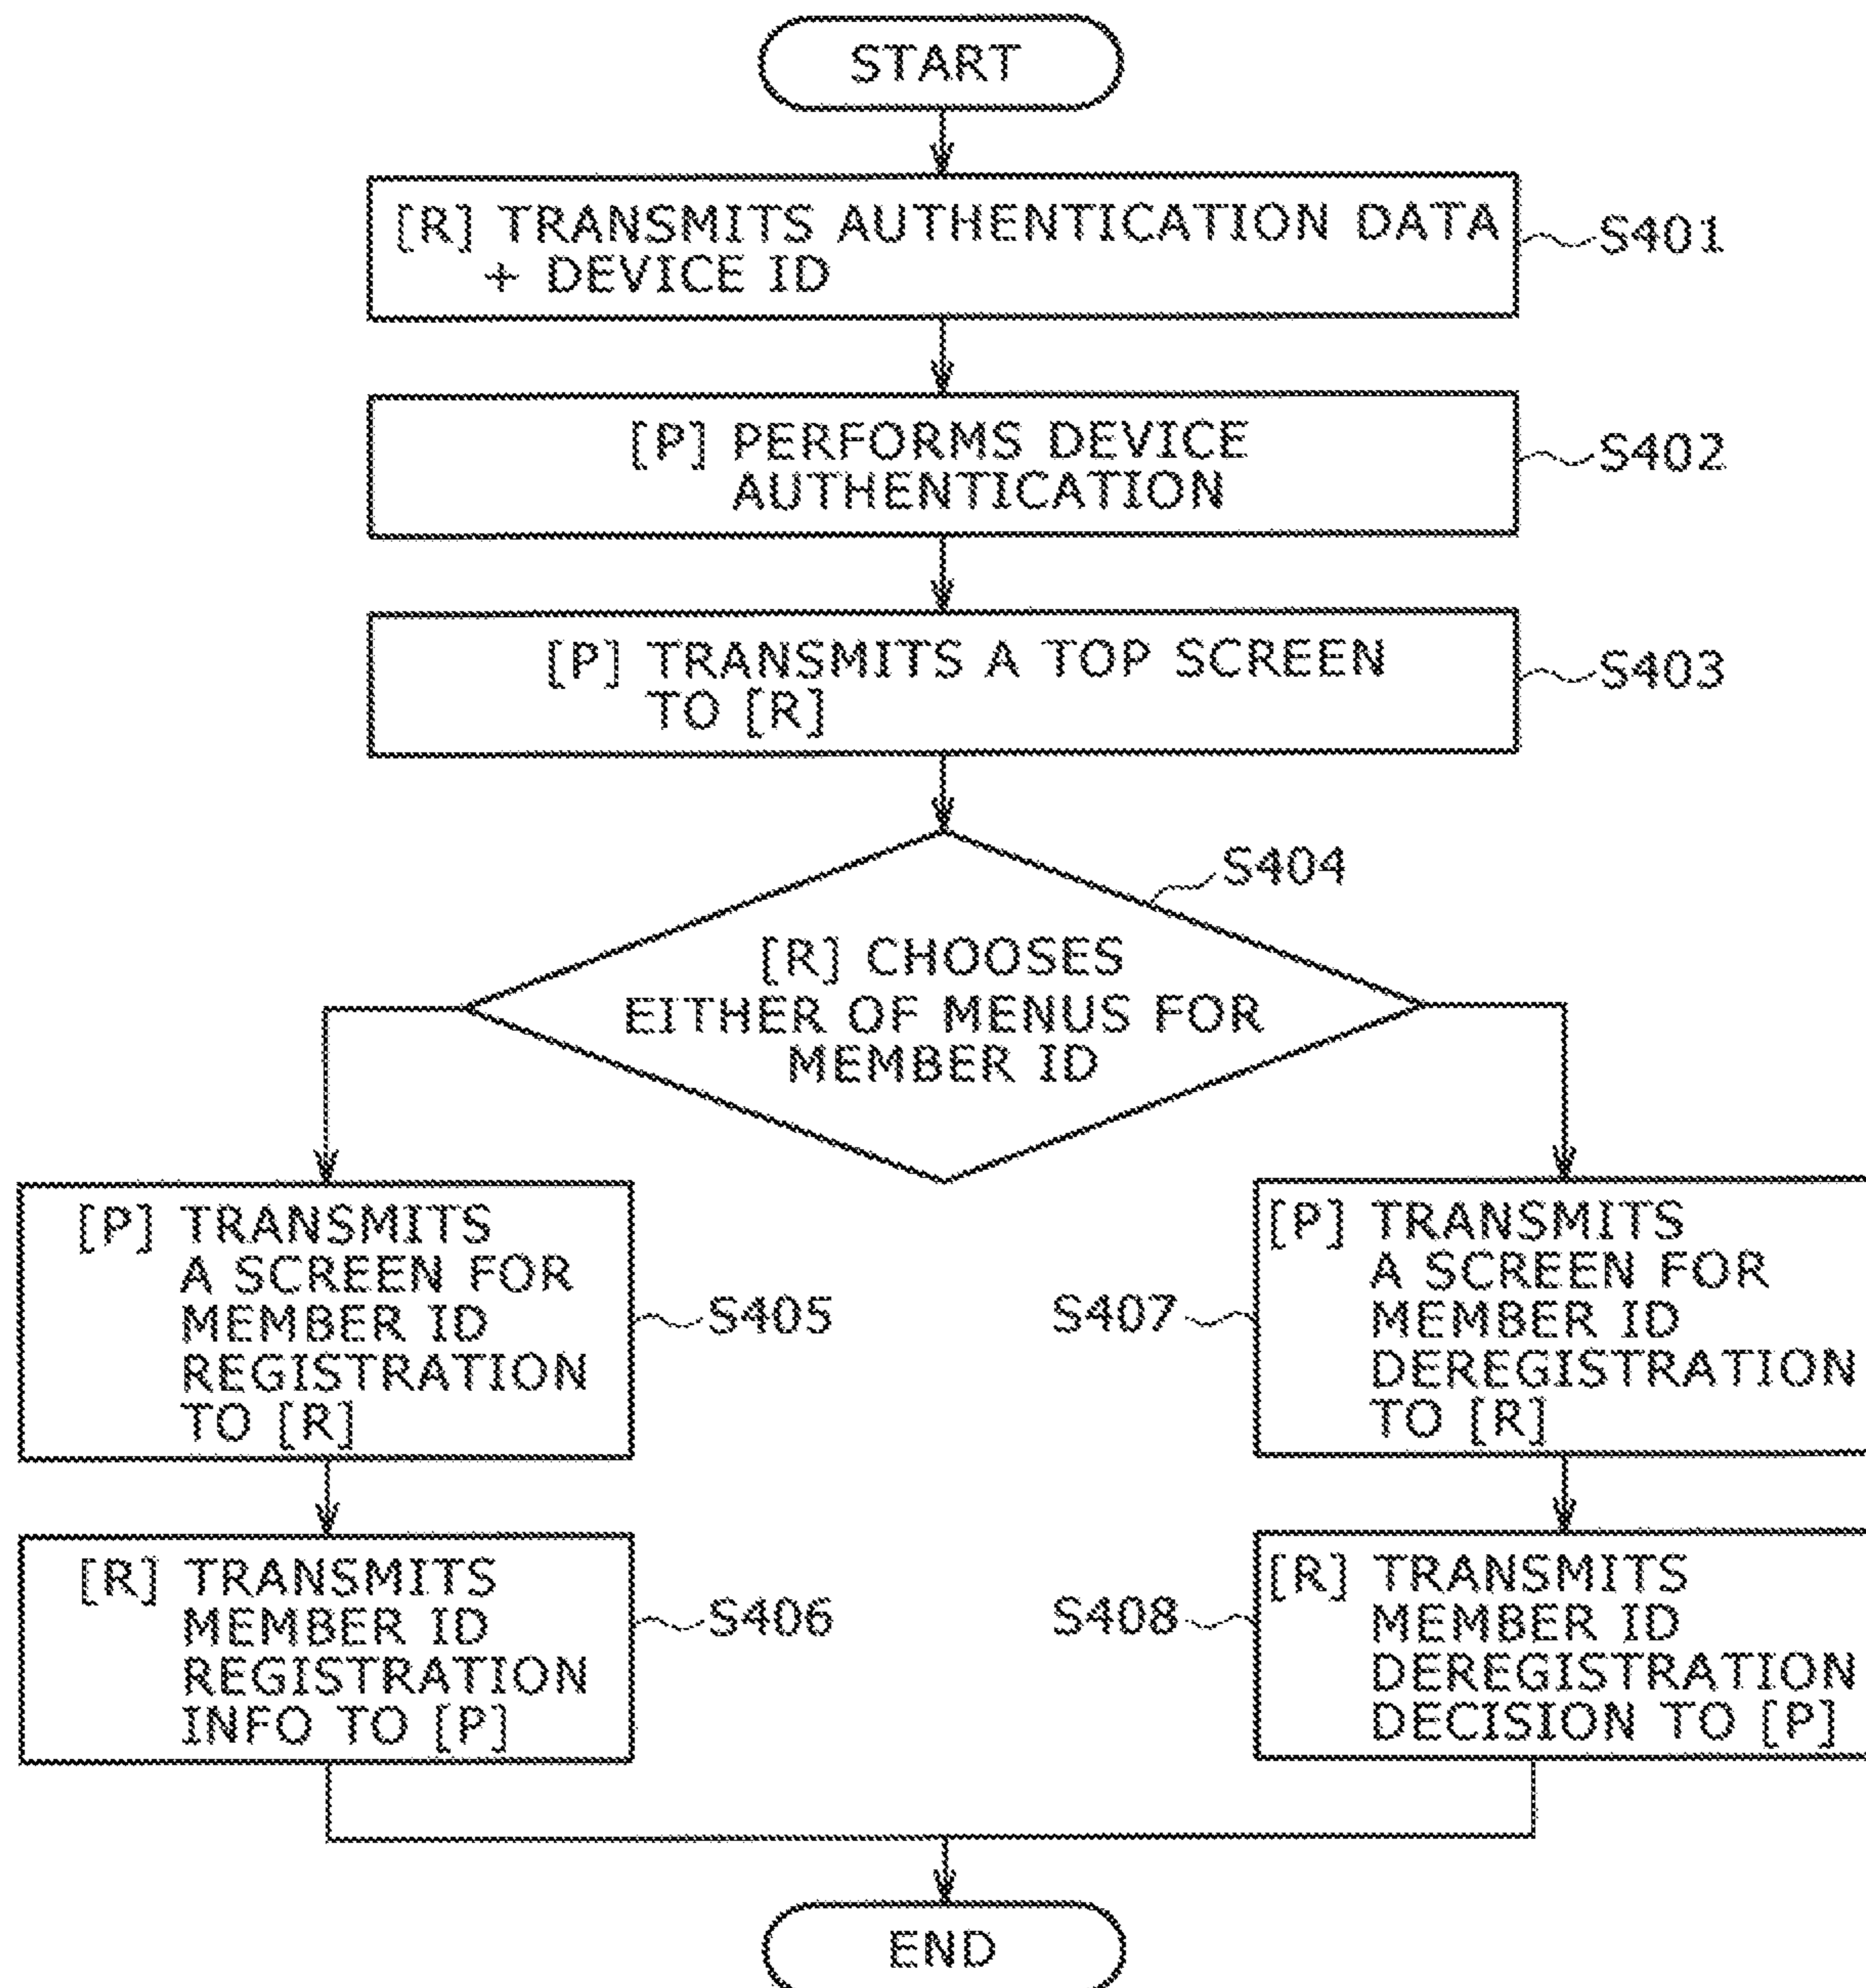 START
[R] TRANSMITS AUTHENTICATION DATA
+ DEVICE ID
S401
[P] PERFORMS DEVICE
AUTHENTICATION
S402
[P] TRANSMITS A TOP SCREEN
TO [R]
S403
S404
[R] CHOOSES
EITHER OF MENUS FOR
MEMBER ID
[P] TRANSMITS
A SCREEN FOR
MEMBER ID
REGISTRATION
TO [R]
S405
S407
[P] TRANSMITS
A SCREEN FOR
MEMBER ID
DEREGISTRATION
TO [R]
[R] TRANSMITS
MEMBER ID
REGISTRATION
INFO TO [P]
S406
S408
[R] TRANSMITS
MEMBER ID
DEREGISTRATION
DECISION TO [P]
END